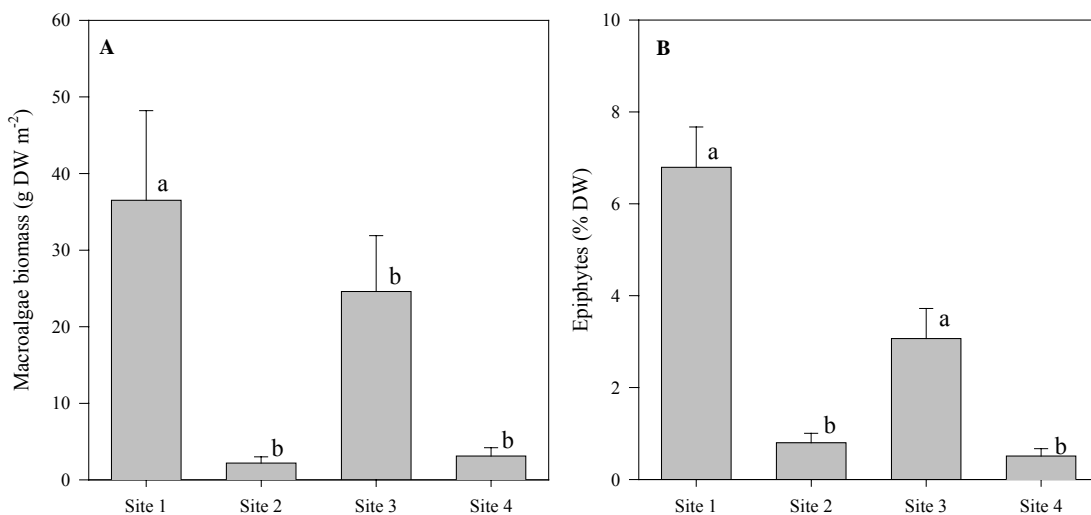 A
Macroalgae biomass (g DW m⁻²)
60
50
40
30
20
10
0
a
b
b
b
Site 1 Site 2 Site 3 Site 4
B
Epiphytes (% DW)
10
8
6
4
2
0
a
b
a
b
Site 1 Site 2 Site 3 Site 4